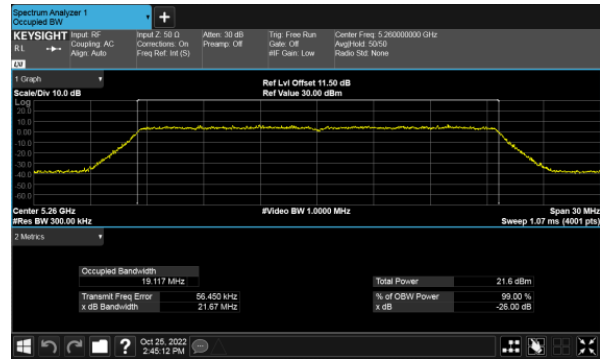 Spectrum Analyzer 1
Occupied BW
KEYSIGHT Input: RF Input Z: 50 Ω Atten: 30 dB Trig: Free Run Center Freq: 5.260000000 GHz
RL Coupling: AC Corrections: On Preamp: Off Gate: Off Avg|Hold: 50/50
Align: Auto Freq Ref: Int (S) #IF Gain: Low Radio Std: None
LXI
1 Graph
Ref Lvl Offset 11.50 dB
Scale/Div 10.0 dB Ref Value 30.00 dBm
Log
20.0
10.0
0.00
-10.0
-20.0
-30.0
-40.0
-50.0
-60.0
Center 5.26 GHz #Video BW 1.0000 MHz Span 30 MHz
#Res BW 300.00 kHz Sweep 1.07 ms (4001 pts)
2 Metrics
Occupied Bandwidth
19.117 MHz Total Power 21.6 dBm
Transmit Freq Error 56.450 kHz % of OBW Power 99.00 %
x dB Bandwidth 21.67 MHz x dB -26.00 dB
? Oct 25, 2022
2:45:12 PM